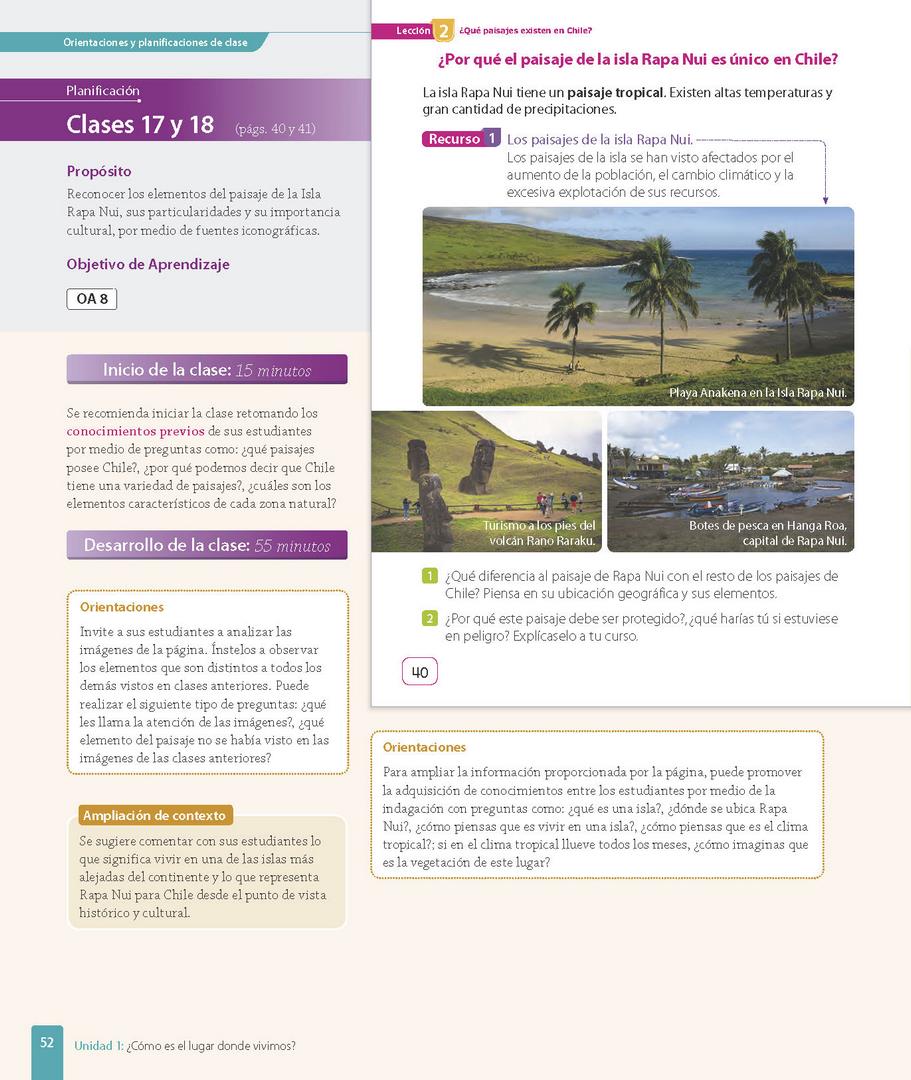 Orientaciones y planificaciones de clase
Planificación
Clases 17 y 18 (págs. 40 y 41)
Propósito
Reconocer los elementos del paisaje de la Isla
Rapa Nui, sus particularidades y su importancia
cultural, por medio de fuentes iconográficas.
Objetivo de Aprendizaje
OA 8
Inicio de la clase: 15 minutos
Se recomienda iniciar la clase retomando los
conocimientos previos de sus estudiantes
por medio de preguntas como: ¿qué paisajes
posee Chile?, ¿por qué podemos decir que Chile
tiene una variedad de paisajes?, ¿cuáles son los
elementos característicos de cada zona natural?
Desarrollo de la clase: 55 minutos
Orientaciones
Invite a sus estudiantes a analizar las
imágenes de la página. Ínstelos a observar
los elementos que son distintos a todos los
demás vistos en clases anteriores. Puede
realizar el siguiente tipo de preguntas: ¿qué
les llama la atención de las imágenes?, ¿qué
elemento del paisaje no se había visto en las
imágenes de las clases anteriores?
Ampliación de contexto
Se sugiere comentar con sus estudiantes lo
que significa vivir en una de las islas más
alejadas del continente y lo que representa
Rapa Nui para Chile desde el punto de vista
histórico y cultural.
Lección 2 ¿Qué paisajes existen en Chile?
¿Por qué el paisaje de la isla Rapa Nui es único en Chile?
La isla Rapa Nui tiene un paisaje tropical. Existen altas temperaturas y
gran cantidad de precipitaciones.
Recurso 1 Los paisajes de la isla Rapa Nui.
Los paisajes de la isla se han visto afectados por el
aumento de la población, el cambio climático y la
excesiva explotación de sus recursos.
Playa Anakena en la Isla Rapa Nui.
Turismo a los pies del
volcán Rano Raraku.
Botes de pesca en Hanga Roa,
capital de Rapa Nui.
1 ¿Qué diferencia al paisaje de Rapa Nui con el resto de los paisajes de
Chile? Piensa en su ubicación geográfica y sus elementos.
2 ¿Por qué este paisaje debe ser protegido?, ¿qué harías tú si estuviese
en peligro? Explícaselo a tu curso.
40
Orientaciones
Para ampliar la información proporcionada por la página, puede promover
la adquisición de conocimientos entre los estudiantes por medio de la
indagación con preguntas como: ¿qué es una isla?, ¿dónde se ubica Rapa
Nui?, ¿cómo piensas que es vivir en una isla?, ¿cómo piensas que es el clima
tropical?; si en el clima tropical llueve todos los meses, ¿cómo imaginas que
es la vegetación de este lugar?
52 Unidad 1: ¿Cómo es el lugar donde vivimos?